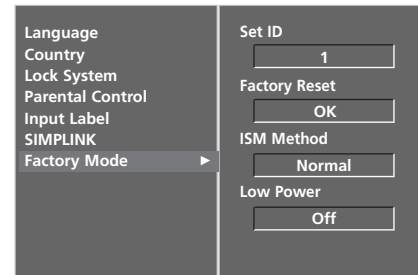 Language
Country
Lock System
Parental Control
Input Label
SIMPLINK
Factory Mode ►
Set ID
1
Factory Reset
OK
ISM Method
Normal
Low Power
Off